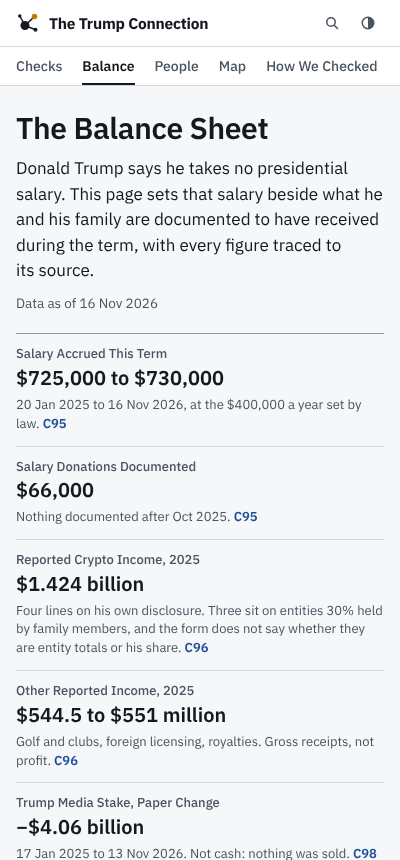 The Trump Connection
Checks Balance People Map How We Checked
The Balance Sheet
Donald Trump says he takes no presidential
salary. This page sets that salary beside what he
and his family are documented to have received
during the term, with every figure traced to
its source.
Data as of 16 Nov 2026
Salary Accrued This Term
$725,000 to $730,000
20 Jan 2025 to 16 Nov 2026, at the $400,000 a year set by
law. C95
Salary Donations Documented
$66,000
Nothing documented after Oct 2025. C95
Reported Crypto Income, 2025
$1.424 billion
Four lines on his own disclosure. Three sit on entities 30% held
by family members, and the form does not say whether they
are entity totals or his share. C96
Other Reported Income, 2025
$544.5 to $551 million
Golf and clubs, foreign licensing, royalties. Gross receipts, not
profit. C96
Trump Media Stake, Paper Change
−$4.06 billion
17 Jan 2025 to 13 Nov 2026. Not cash: nothing was sold. C98